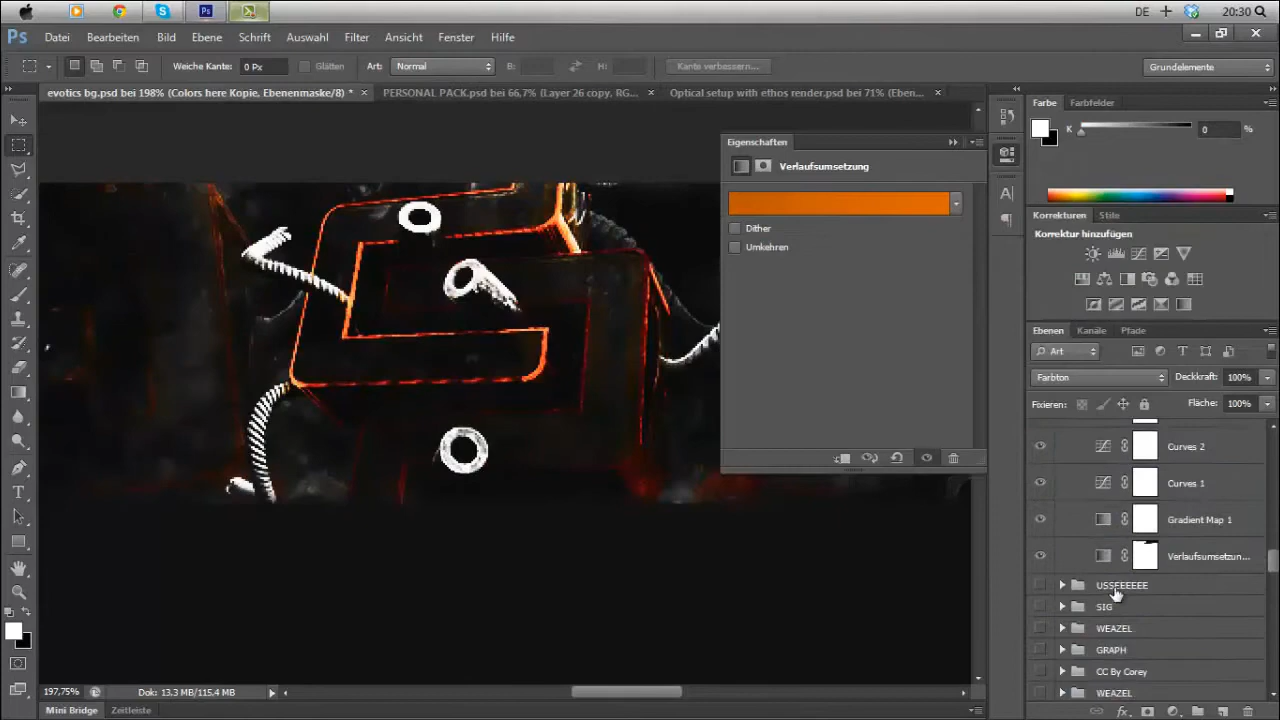 DE 20:30
Ps Datei Bearbeiten Bild Ebene Schrift Auswahl Filter Ansicht Fenster Hilfe
Weiche Kante: 0 Px Glätten Art: Normal B: H: Kante verbessern... Grundelemente
evotics bg.psd bei 198% (Colors here Kopie, Ebenenmaske/8) * × PERSONAL PACK.psd bei 66,7% (Layer 26 copy, RG... × Optical setup with ethos render.psd bei 71% (Eben... ×
Farbe Farbfelder
K 0 %
Eigenschaften
Verlaufsumsetzung
Dither
Umkehren
Korrekturen Stile
Korrektur hinzufügen
Ebenen Kanäle Pfade
Art
Farbton Deckkraft: 100%
Fixieren: Fläche: 100%
Curves 2
Curves 1
Gradient Map 1
Verlaufsumsetzun...
USSEEEEEE
SIG
WEAZEL
GRAPH
CC By Corey
WEAZEL
197,75% Dok: 13.3 MB/115.4 MB
Mini Bridge Zeitleiste